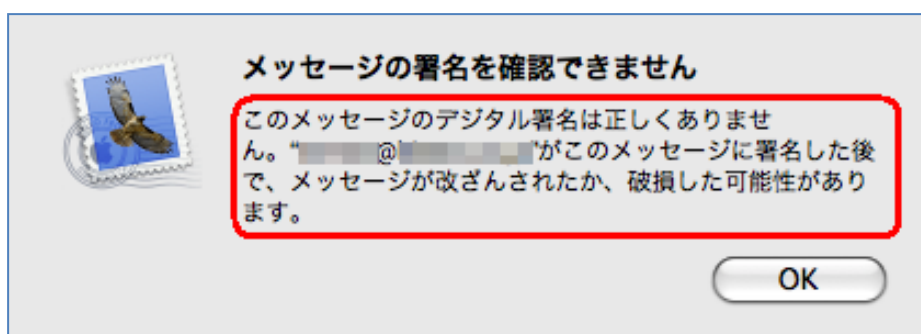 メッセージの署名を確認できません
このメッセージのデジタル署名は正しくありませ
ん。“ @ ”がこのメッセージに署名した後
で、メッセージが改ざんされたか、破損した可能性があり
ます。
OK